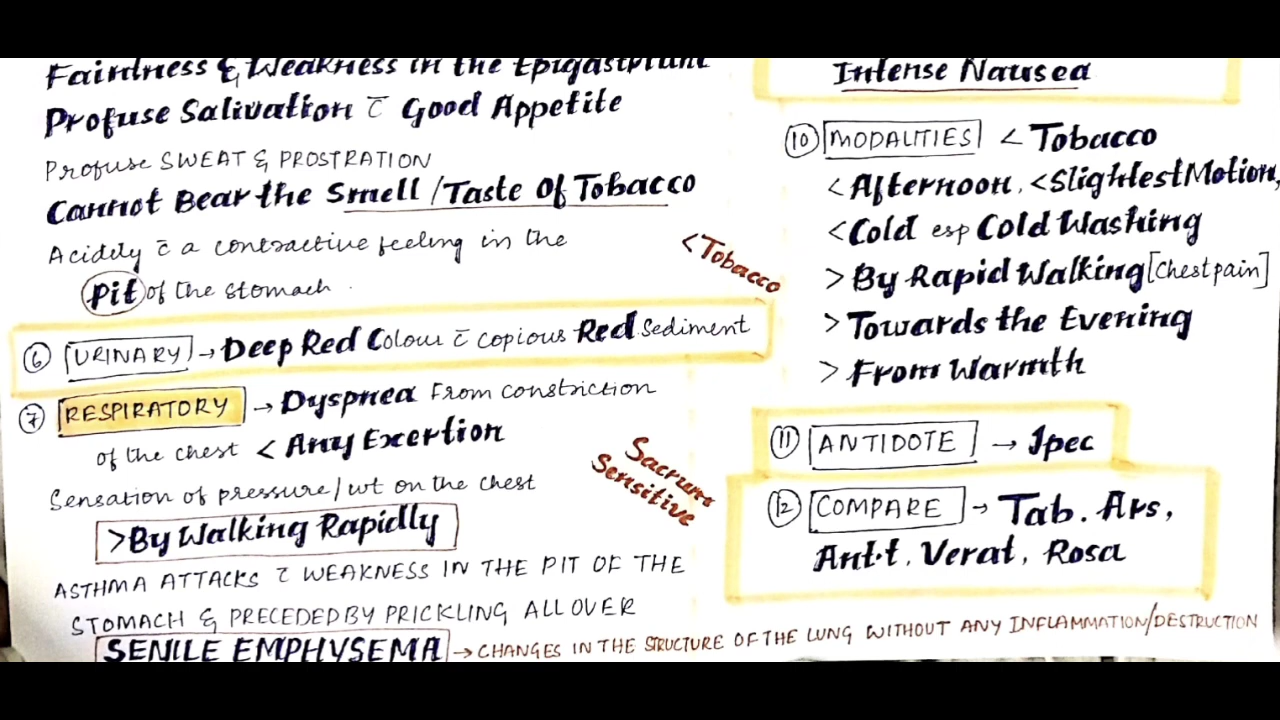 Faintness & Weakness in the Epigastrium
Profuse Salivation c̄ Good Appetite
Profuse SWEAT & PROSTRATION
Cannot Bear the Smell / Taste Of Tobacco
Acidity c̄ a contractive feeling in the
Pit of the stomach.
< Tobacco
⑥ URINARY → Deep Red Colour c̄ copious Red Sediment
⑦ RESPIRATORY → Dyspnea From constriction
of the chest < Any Exertion
Sensation of pressure/wt on the chest
> By Walking Rapidly
Sacrum
Sensitive
ASTHMA ATTACKS c̄ WEAKNESS IN THE PIT OF THE
STOMACH & PRECEDED BY PRICKLING ALL OVER
SENILE EMPHYSEMA → CHANGES IN THE STRUCTURE OF THE LUNG WITHOUT ANY INFLAMMATION/DESTRUCTION
Intense Nausea
⑩ MODALITIES < Tobacco
< Afternoon, < Slightest Motion,
< Cold esp Cold Washing
> By Rapid Walking [Chest pain]
> Towards the Evening
> From Warmth
⑪ ANTIDOTE → Ipec
⑫ COMPARE → Tab. Ars,
Ant.t, Verat, Rosa